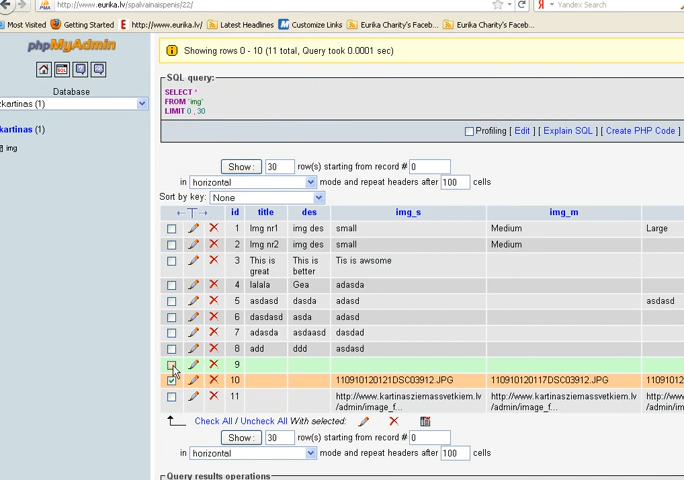 http://www.eurika.lv/spalvainaispenis/22/
Yandex Search
Most Visited Getting Started http://www.eurika.lv/ Latest Headlines Customize Links Eurika Charity's Faceb... Eurika Charity's Faceb...
phpMyAdmin
Showing rows 0 - 10 (11 total, Query took 0.0001 sec)
SQL
Database
kartinas (1)
kartinas (1)
img
SQL query:
SELECT *
FROM `img`
LIMIT 0 , 30
Profiling [ Edit ] [ Explain SQL ] [ Create PHP Code ]
Show : 30 row(s) starting from record # 0
in horizontal mode and repeat headers after 100 cells
Sort by key: None
←T→ id title des img_s img_m
1 Img nr1 img des small Medium Large
2 Img nr2 img des small Medium
3 This is great This is better Tis is awsome
4 lalala Gea adasda
5 asdasd dasda adasd asdasd
6 dasdasd asda adasd
7 adasda asdaasd dasdad
8 add ddd asdasd
9
10 110910120121DSC03912.JPG 110910120117DSC03912.JPG 1109101
11 http://www.kartinasziemassvetkiem.lv http://www.kartinasziemassvetkiem.lv http://ww
/admin/image_f... /admin/image_f... /admin/im
Check All / Uncheck All With selected:
Show : 30 row(s) starting from record # 0
in horizontal mode and repeat headers after 100 cells
Query results operations